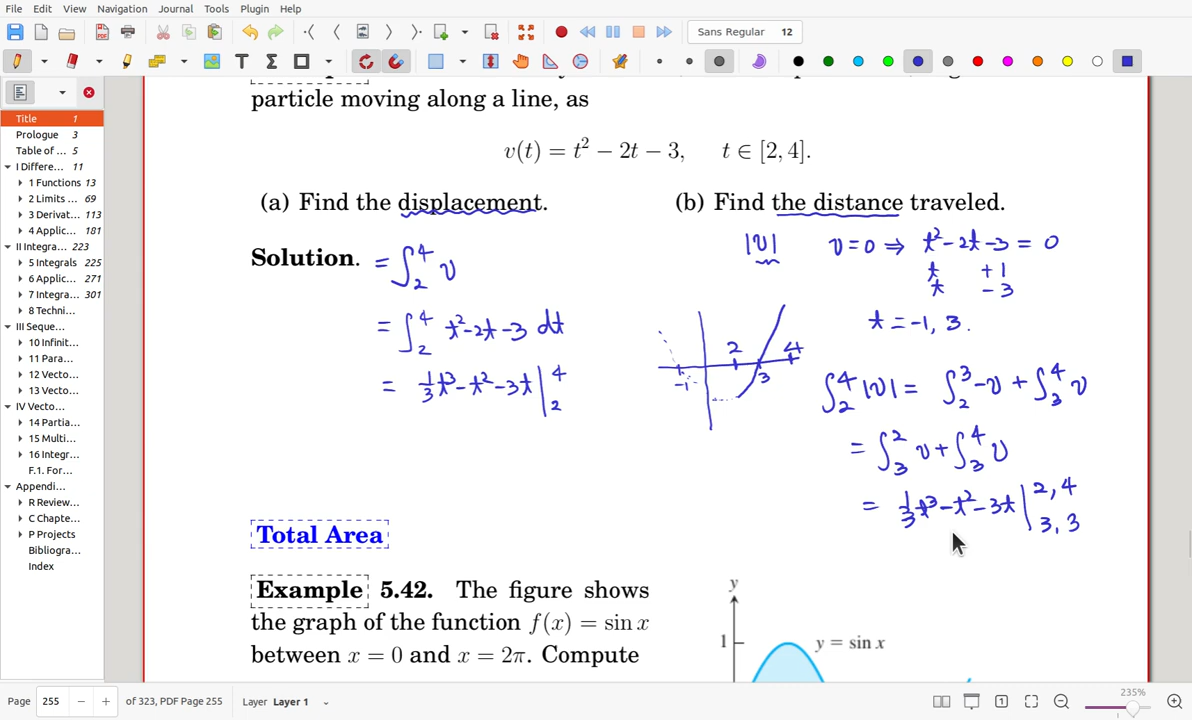 File Edit View Navigation Journal Tools Plugin Help
Sans Regular 12
Title 1
Prologue 3
Table of ... 5
I Differe... 11
1 Functions 13
2 Limits ... 69
3 Derivat... 113
4 Applic... 181
II Integra... 223
5 Integrals 225
6 Applic... 271
7 Integra... 301
8 Techni...
III Seque...
10 Infinit...
11 Para...
12 Vecto...
13 Vecto...
IV Vecto...
14 Partia...
15 Multi...
16 Integr...
F.1. For...
Appendi...
R Review...
C Chapte...
P Projects
Bibliogra...
Index
particle moving along a line, as
v(t) = t² − 2t − 3, t ∈ [2, 4].
(a) Find the displacement.
(b) Find the distance traveled.
Solution. = ∫₂⁴ v
= ∫₂⁴ t²-2t-3 dt
= 1/3 t³-t²-3t |₂⁴
|v| v=0 ⇒ t²-2t-3 = 0
t +1
t -3
t = -1, 3.
-1 2 3 4
∫₂⁴ |v| = ∫₂³ -v + ∫₃⁴ v
= ∫₃² v + ∫₃⁴ v
= 1/3 t³ - t² - 3t | 2, 4
3, 3
Total Area
Example 5.42. The figure shows
the graph of the function f(x) = sin x
between x = 0 and x = 2π. Compute
y
1
y = sin x
Page 255 − + of 323, PDF Page 255 Layer Layer 1
235%